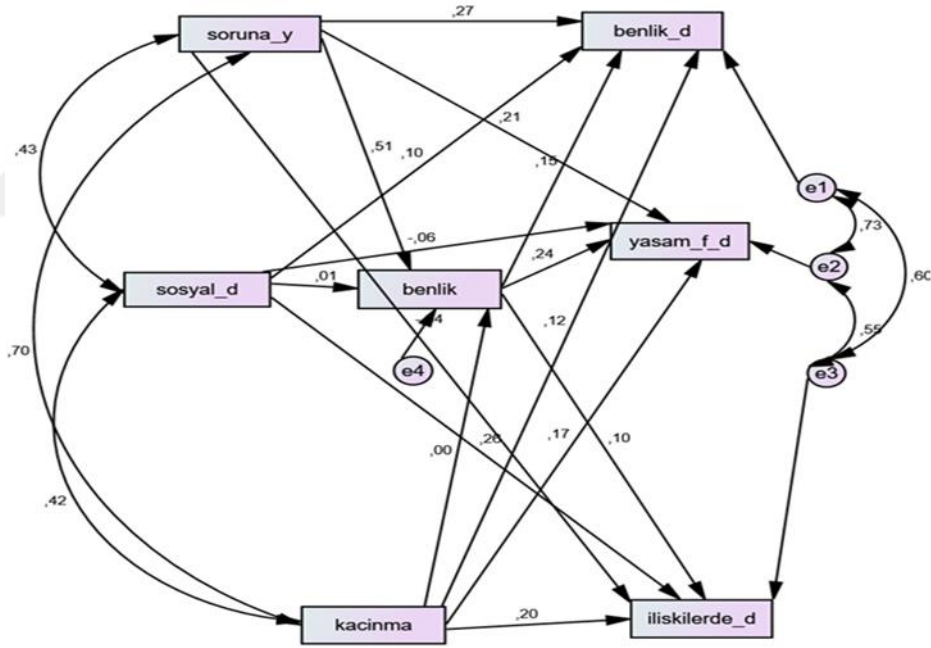 ,27
soruna_y
benlik_d
,21
,43
,51
,10
,15
e1
,73
-,06
,24
yasam_f_d
e2
,60
sosyal_d
,01
benlik
,12
,55
,70
e4
e3
,00
,26
,17
,10
,42
,20
kacinma
iliskilerde_d